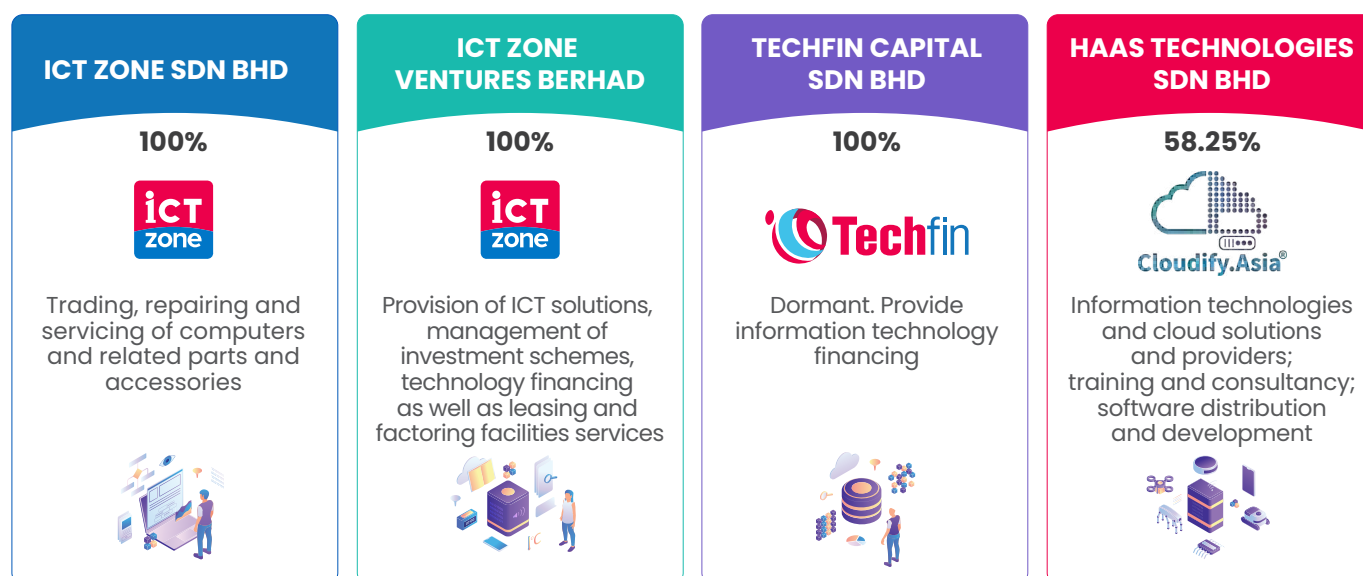 ICT ZONE SDN BHD
100%
ict
zone
Trading, repairing and
servicing of computers
and related parts and
accessories
ICT ZONE
VENTURES BERHAD
100%
ict
zone
Provision of ICT solutions,
management of
investment schemes,
technology financing
as well as leasing and
factoring facilities services
TECHFIN CAPITAL
SDN BHD
100%
Techfin
Dormant. Provide
information technology
financing
HAAS TECHNOLOGIES
SDN BHD
58.25%
Cloudify.Asia®
Information technologies
and cloud solutions
and providers;
training and consultancy;
software distribution
and development